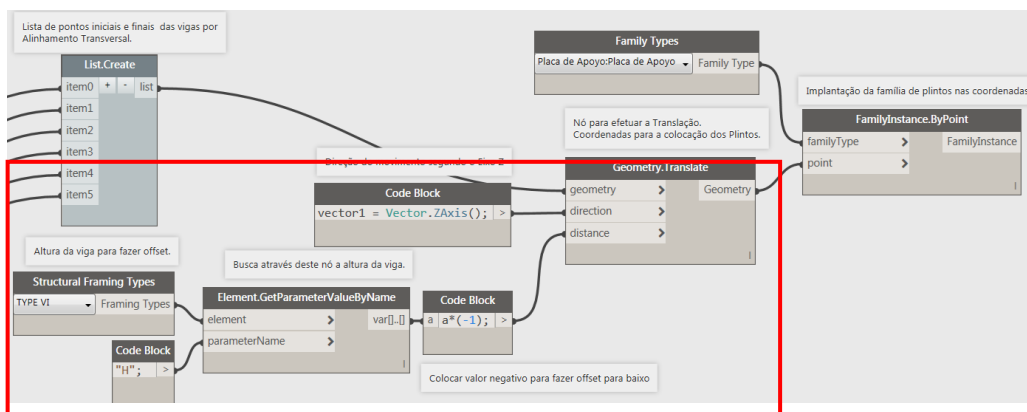 Lista de pontos iniciais e finais das vigas por
Alinhamento Transversal.
List.Create
item0 + - list
item1
item2
item3
item4
item5
Family Types
Placa de Apoyo:Placa de Apoyo Family Type
Implantação da família de plintos nas coordenadas
FamilyInstance.ByPoint
familyType > FamilyInstance
point >
Nó para efetuar a Translação.
Coordenadas para a colocação dos Plintos.
Geometry.Translate
geometry > Geometry
direction >
distance >
Direção do movimento segundo o Eixo Z
Code Block
vector1 = Vector.ZAxis(); >
Altura da viga para fazer offset.
Structural Framing Types
TYPE VI Framing Types
Code Block
"H"; >
Busca através deste nó a altura da viga.
Element.GetParameterValueByName
element > var[]..[]
parameterName >
Code Block
a a*(-1); >
Colocar valor negativo para fazer offset para baixo